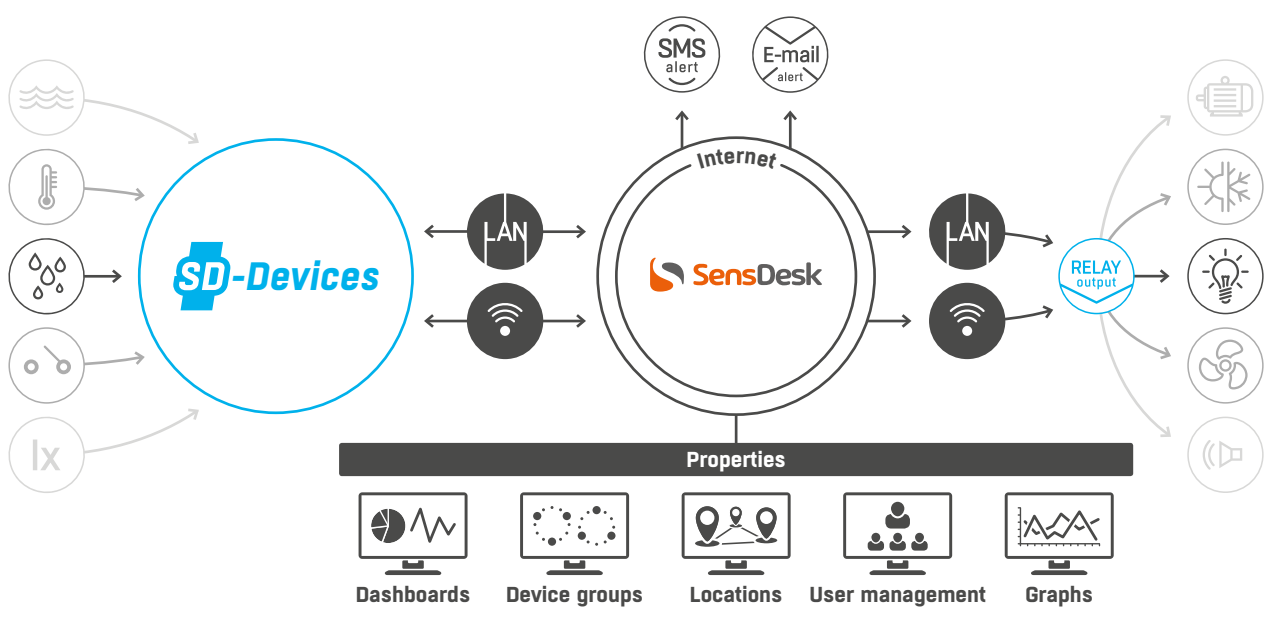 SMS
alert
E-mail
alert
Internet
SD-Devices
LAN
SensDesk
LAN
RELAY
output
lx
Properties
Dashboards
Device groups
Locations
User management
Graphs